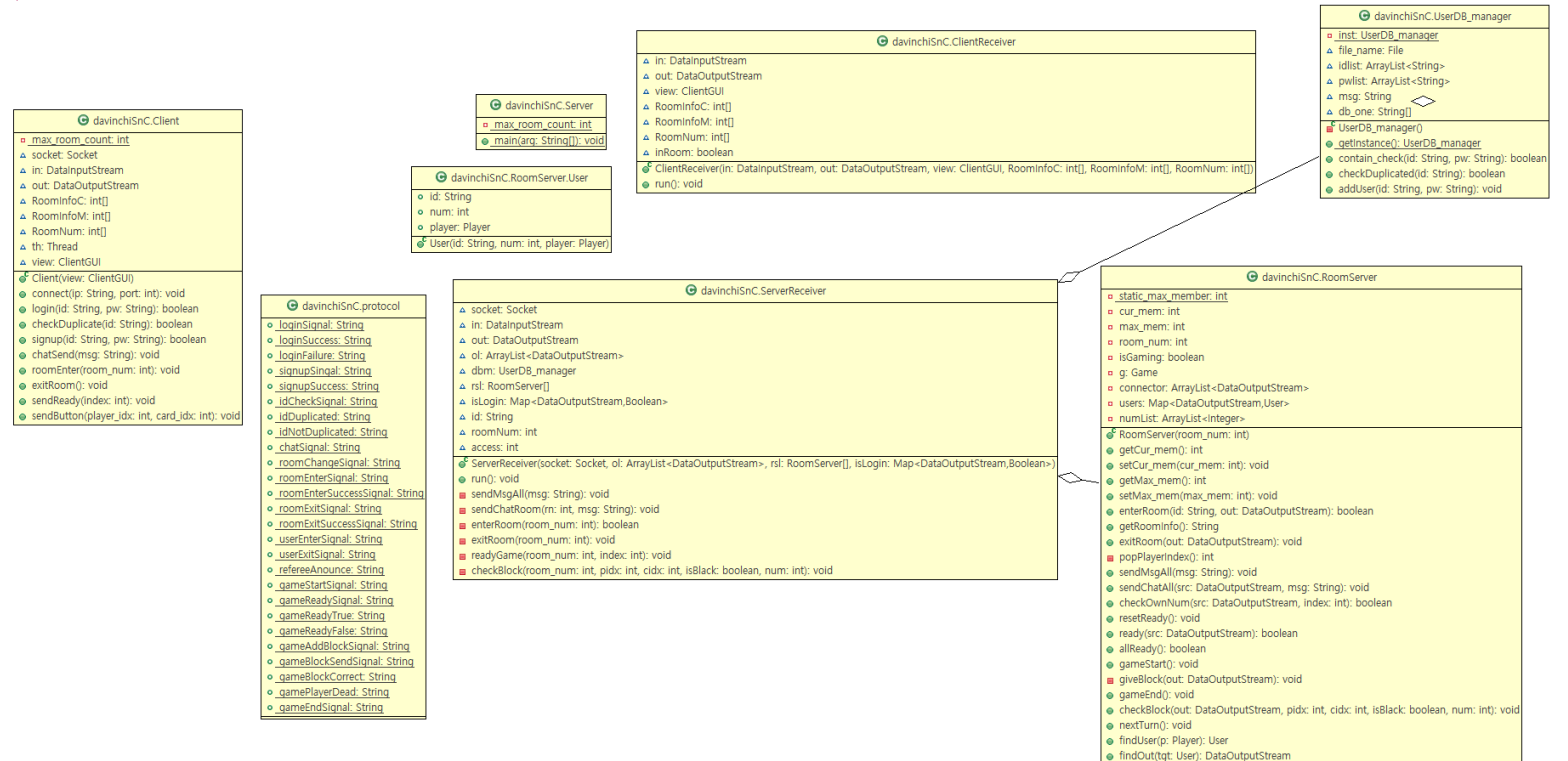 davinchiSnC.Client
max_room_count: int
socket: Socket
in: DataInputStream
out: DataOutputStream
RoomInfoC: int[]
RoomInfoM: int[]
RoomNum: int[]
th: Thread
view: ClientGUI
Client(view: ClientGUI)
connect(ip: String, port: int): void
login(id: String, pw: String): boolean
checkDuplicate(id: String): boolean
signup(id: String, pw: String): boolean
chatSend(msg: String): void
roomEnter(room_num: int): void
exitRoom(): void
sendReady(index: int): void
sendButton(player_idx: int, card_idx: int): void
davinchiSnC.protocol
loginSignal: String
loginSuccess: String
loginFailure: String
signupSingal: String
signupSuccess: String
idCheckSignal: String
idDuplicated: String
idNotDuplicated: String
chatSignal: String
roomChangeSignal: String
roomEnterSignal: String
roomEnterSuccessSignal: String
roomExitSignal: String
roomExitSuccessSignal: String
userEnterSignal: String
userExitSignal: String
refereeAnounce: String
gameStartSignal: String
gameReadySignal: String
gameReadyTrue: String
gameReadyFalse: String
gameAddBlockSignal: String
gameBlockSendSignal: String
gameBlockCorrect: String
gamePlayerDead: String
gameEndSignal: String
davinchiSnC.Server
max_room_count: int
main(arg: String[]): void
davinchiSnC.RoomServer.User
id: String
num: int
player: Player
User(id: String, num: int, player: Player)
davinchiSnC.ClientReceiver
in: DataInputStream
out: DataOutputStream
view: ClientGUI
RoomInfoC: int[]
RoomInfoM: int[]
RoomNum: int[]
inRoom: boolean
ClientReceiver(in: DataInputStream, out: DataOutputStream, view: ClientGUI, RoomInfoC: int[], RoomInfoM: int[], RoomNum: int[])
run(): void
davinchiSnC.ServerReceiver
socket: Socket
in: DataInputStream
out: DataOutputStream
ol: ArrayList<DataOutputStream>
dbm: UserDB_manager
rsl: RoomServer[]
isLogin: Map<DataOutputStream,Boolean>
id: String
roomNum: int
access: int
ServerReceiver(socket: Socket, ol: ArrayList<DataOutputStream>, rsl: RoomServer[], isLogin: Map<DataOutputStream,Boolean>)
run(): void
sendMsgAll(msg: String): void
sendChatRoom(rn: int, msg: String): void
enterRoom(room_num: int): boolean
exitRoom(room_num: int): void
readyGame(room_num: int, index: int): void
checkBlock(room_num: int, pidx: int, cidx: int, isBlack: boolean, num: int): void
davinchiSnC.UserDB_manager
inst: UserDB_manager
file_name: File
idlist: ArrayList<String>
pwlist: ArrayList<String>
msg: String
db_one: String[]
UserDB_manager()
getInstance(): UserDB_manager
contain_check(id: String, pw: String): boolean
checkDuplicated(id: String): boolean
addUser(id: String, pw: String): void
davinchiSnC.RoomServer
static_max_member: int
cur_mem: int
max_mem: int
room_num: int
isGaming: boolean
g: Game
connector: ArrayList<DataOutputStream>
users: Map<DataOutputStream,User>
numList: ArrayList<Integer>
RoomServer(room_num: int)
getCur_mem(): int
setCur_mem(cur_mem: int): void
getMax_mem(): int
setMax_mem(max_mem: int): void
enterRoom(id: String, out: DataOutputStream): boolean
getRoomInfo(): String
exitRoom(out: DataOutputStream): void
popPlayerIndex(): int
sendMsgAll(msg: String): void
sendChatAll(src: DataOutputStream, msg: String): void
checkOwnNum(src: DataOutputStream, index: int): boolean
resetReady(): void
ready(src: DataOutputStream): boolean
allReady(): boolean
gameStart(): void
giveBlock(out: DataOutputStream): void
gameEnd(): void
checkBlock(out: DataOutputStream, pidx: int, cidx: int, isBlack: boolean, num: int): void
nextTurn(): void
findUser(p: Player): User
findOut(tgt: User): DataOutputStream